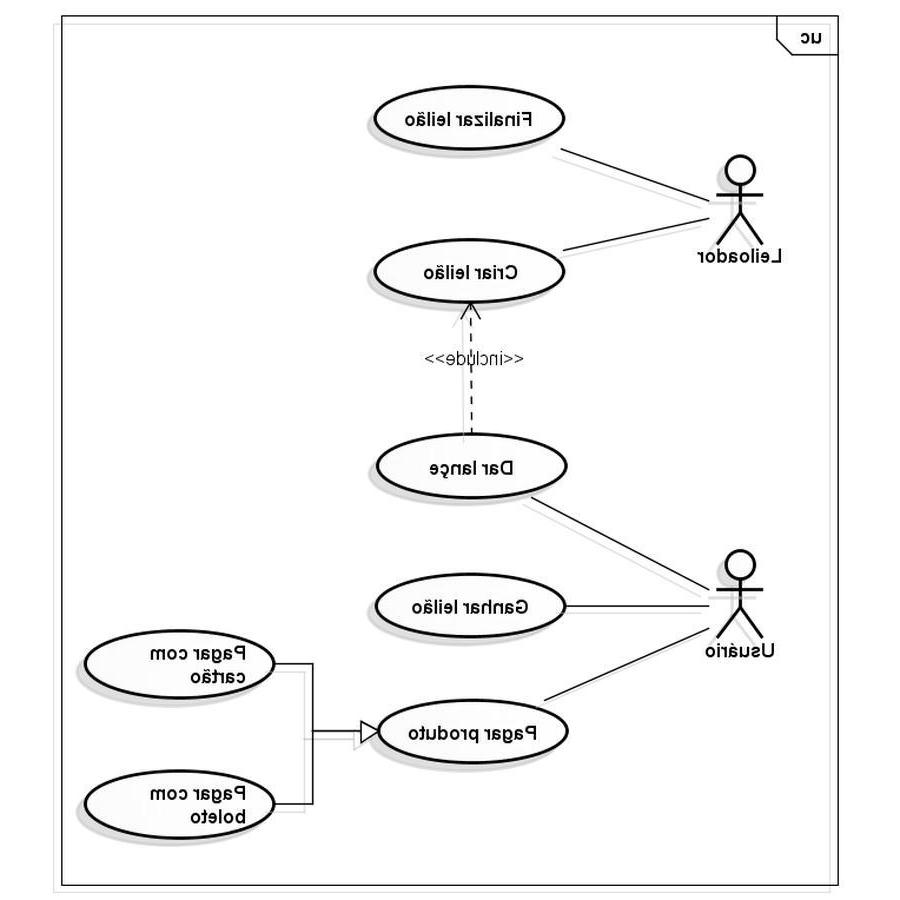 uc
Finalizar leilão
Leiloador
Criar leilão
<<include>>
Dar lançe
Ganhar leilão
Usuário
Pagar com
cartão
Pagar produto
Pagar com
boleto